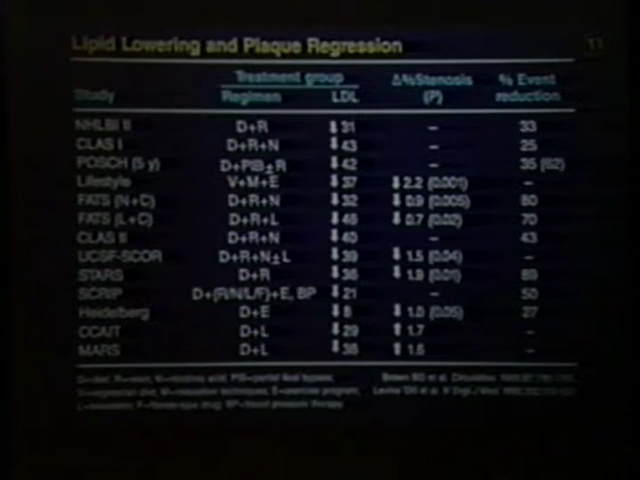 Lipid Lowering and Plaque Regression 11
Treatment group Δ%Stenosis % Event
Study Regimen LDL (P) reduction
NHLBI II D+R ⬇31 – 33
CLAS I D+R+N ⬇43 – 25
POSCH (5 y) D+PIB±R ⬇42 – 35 (62)
Lifestyle V+M+E ⬇37 ⬇2.2 (0.001) –
FATS (N+C) D+R+N ⬇32 ⬇0.9 (0.005) 80
FATS (L+C) D+R+L ⬇46 ⬇0.7 (0.02) 70
CLAS II D+R+N ⬇40 – 43
UCSF-SCOR D+R+N±L ⬇39 ⬇1.5 (0.04) –
STARS D+R ⬇36 ⬇1.9 (0.01) 89
SCRIP D+(R/N/L/F)+E, BP ⬇21 – 50
Heidelberg D+E ⬇8 ⬇1.0 (0.05) 27
CCAIT D+L ⬇29 ⬆1.7 –
MARS D+L ⬇38 ⬆1.6 –